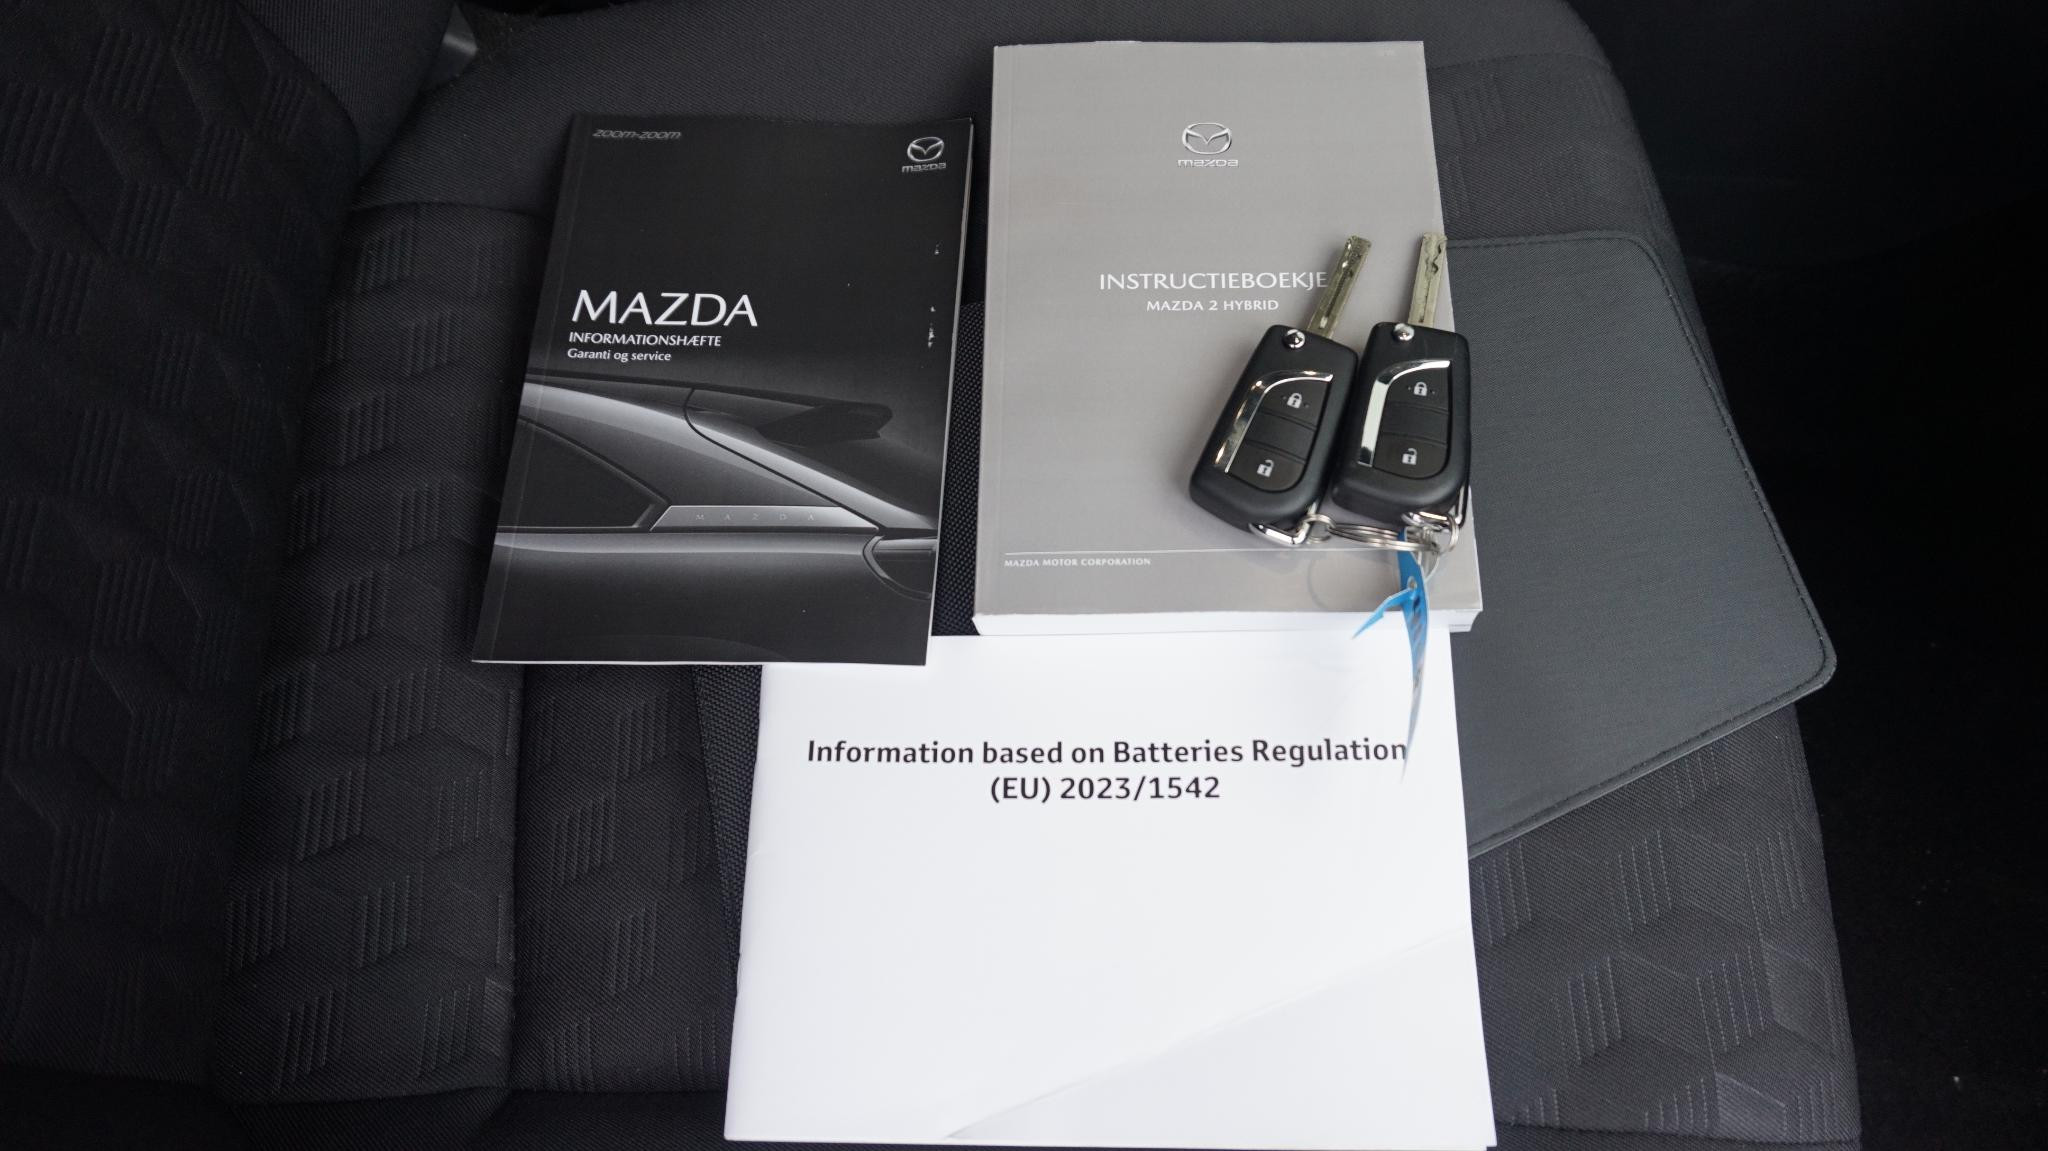 zoom-zoom
mazda
MAZDA
INFORMATIONSHÆFTE
Garanti og service
MAZDA
mazda
INSTRUCTIEBOEKJE
MAZDA 2 HYBRID
MAZDA MOTOR CORPORATION
Information based on Batteries Regulation
(EU) 2023/1542